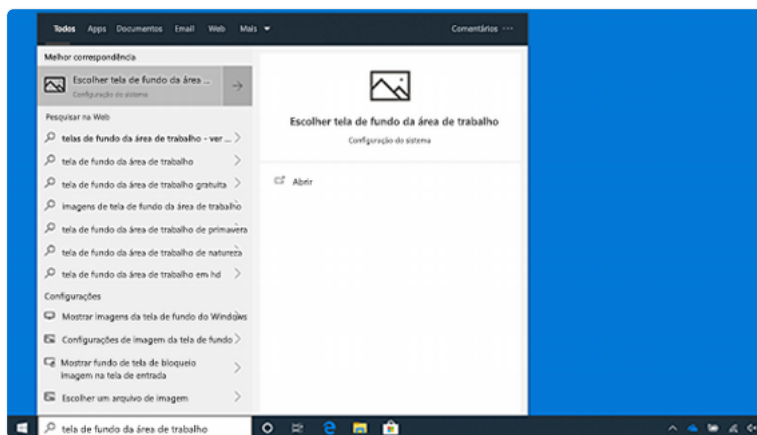 Todos Apps Documentos Email Web Mais Comentários ···
Melhor correspondência
Escolher tela de fundo da área ...
Configuração do sistema
Pesquisar na Web
telas de fundo da área de trabalho - ver ...
tela de fundo da área de trabalho
tela de fundo da área de trabalho gratuita
imagens de tela de fundo da área de trabalho
tela de fundo da área de trabalho de primavera
tela de fundo da área de trabalho de natureza
tela de fundo da área de trabalho em hd
Configurações
Mostrar imagens da tela de fundo do Windows
Configurações de imagem da tela de fundo
Mostrar fundo de tela de bloqueio
imagem na tela de entrada
Escolher um arquivo de imagem
Escolher tela de fundo da área de trabalho
Configuração do sistema
Abrir
tela de fundo da área de trabalho